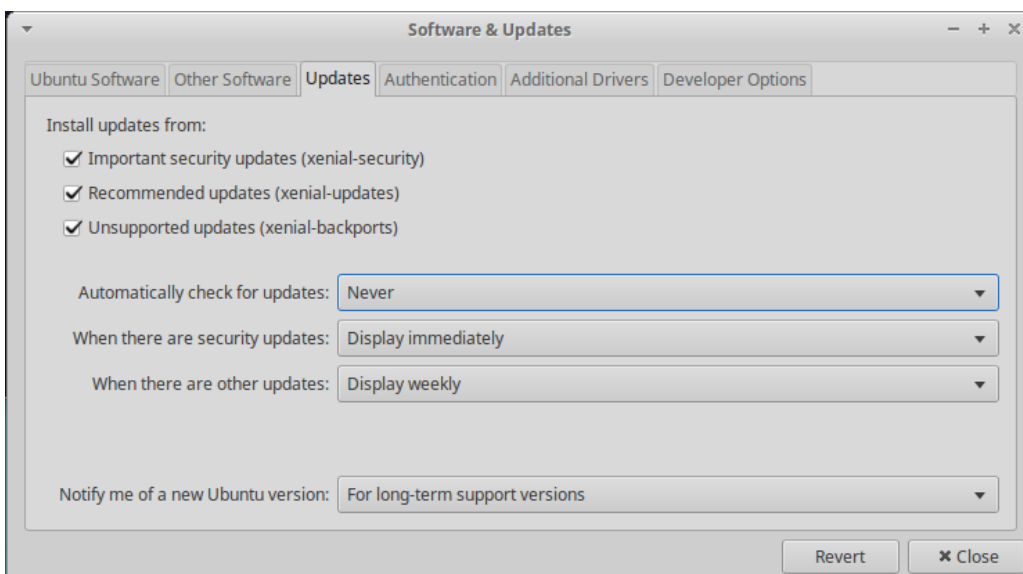 Software & Updates
Ubuntu Software Other Software Updates Authentication Additional Drivers Developer Options
Install updates from:
Important security updates (xenial-security)
Recommended updates (xenial-updates)
Unsupported updates (xenial-backports)
Automatically check for updates: Never
When there are security updates: Display immediately
When there are other updates: Display weekly
Notify me of a new Ubuntu version: For long-term support versions
Revert Close